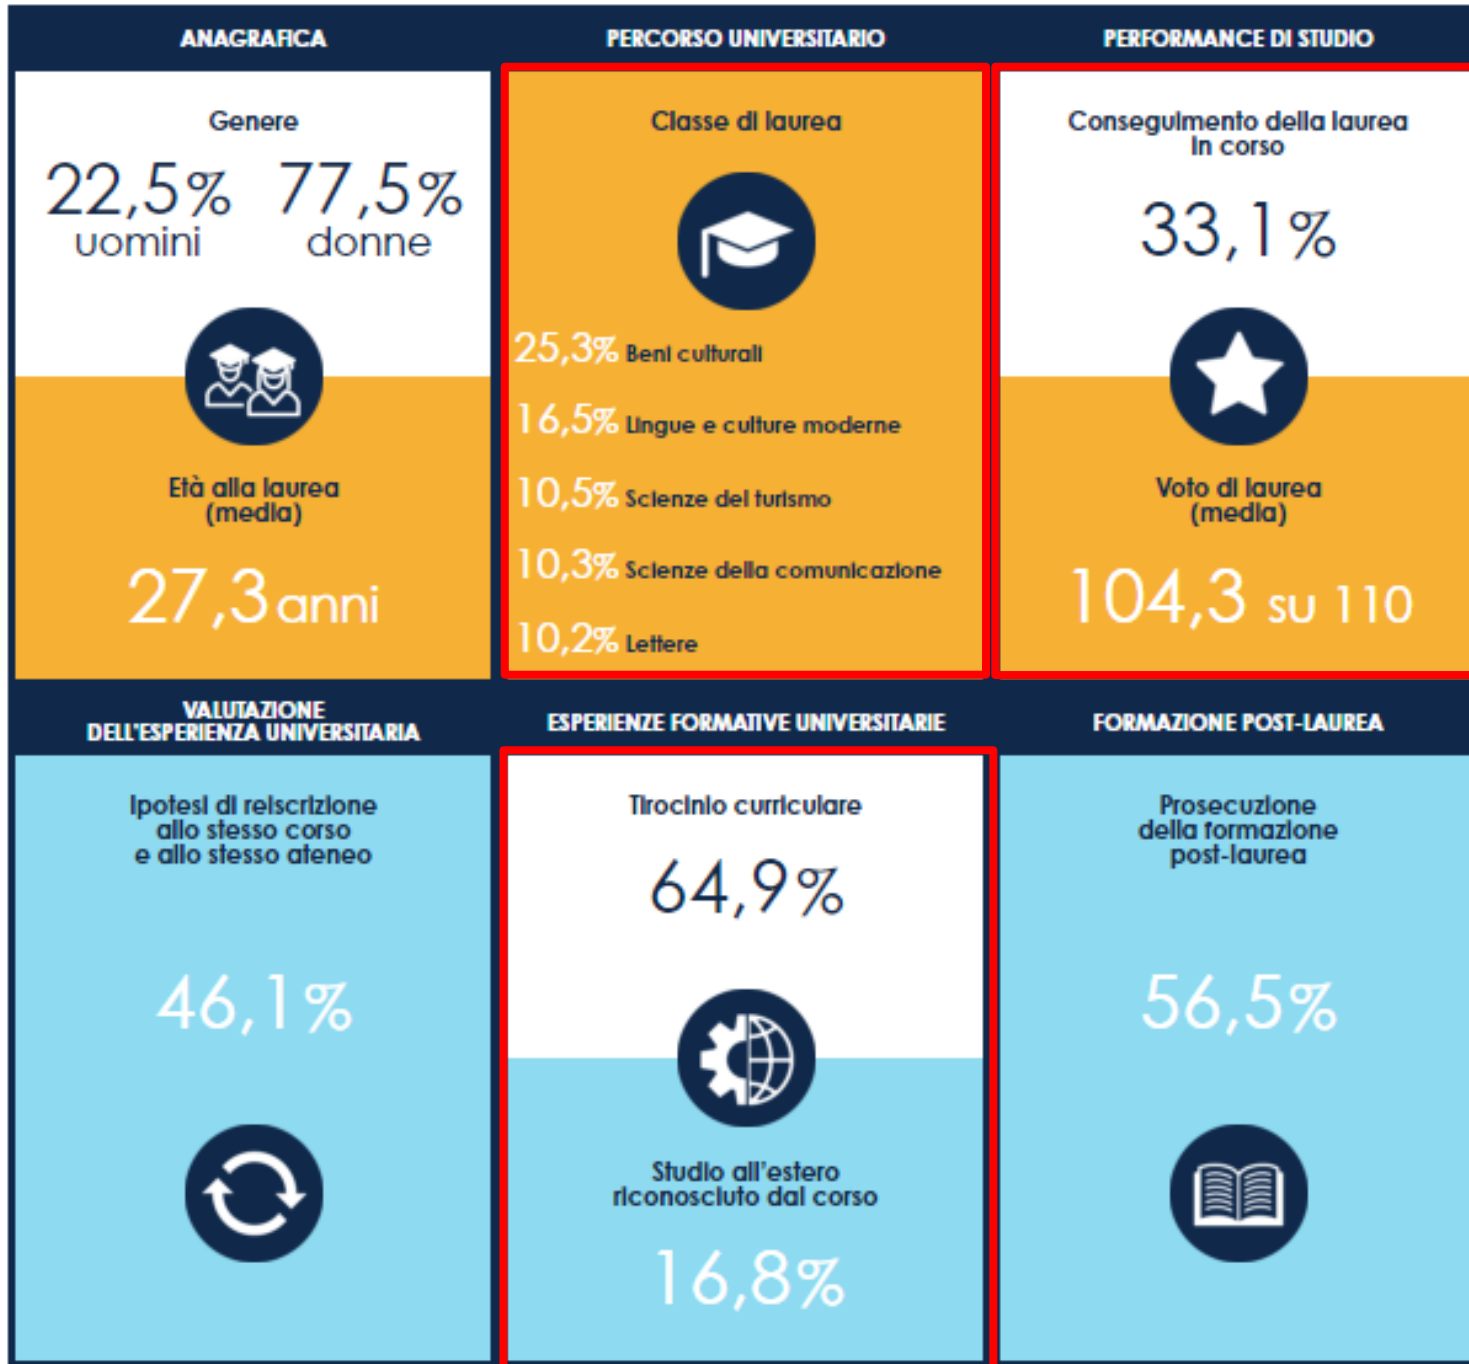 ANAGRAFICA
Genere
22,5% 77,5%
uomini donne
Età alla laurea
(media)
27,3 anni
PERCORSO UNIVERSITARIO
Classe di laurea
25,3% Beni culturali
16,5% Lingue e culture moderne
10,5% Scienze del turismo
10,3% Scienze della comunicazione
10,2% Lettere
PERFORMANCE DI STUDIO
Conseguimento della laurea
in corso
33,1%
Voto di laurea
(media)
104,3 su 110
VALUTAZIONE
DELL'ESPERIENZA UNIVERSITARIA
Ipotesi di reiscrizione
allo stesso corso
e allo stesso ateneo
46,1%
ESPERIENZE FORMATIVE UNIVERSITARIE
Tirocinio curriculare
64,9%
Studio all'estero
riconosciuto dal corso
16,8%
FORMAZIONE POST-LAUREA
Prosecuzione
della formazione
post-laurea
56,5%